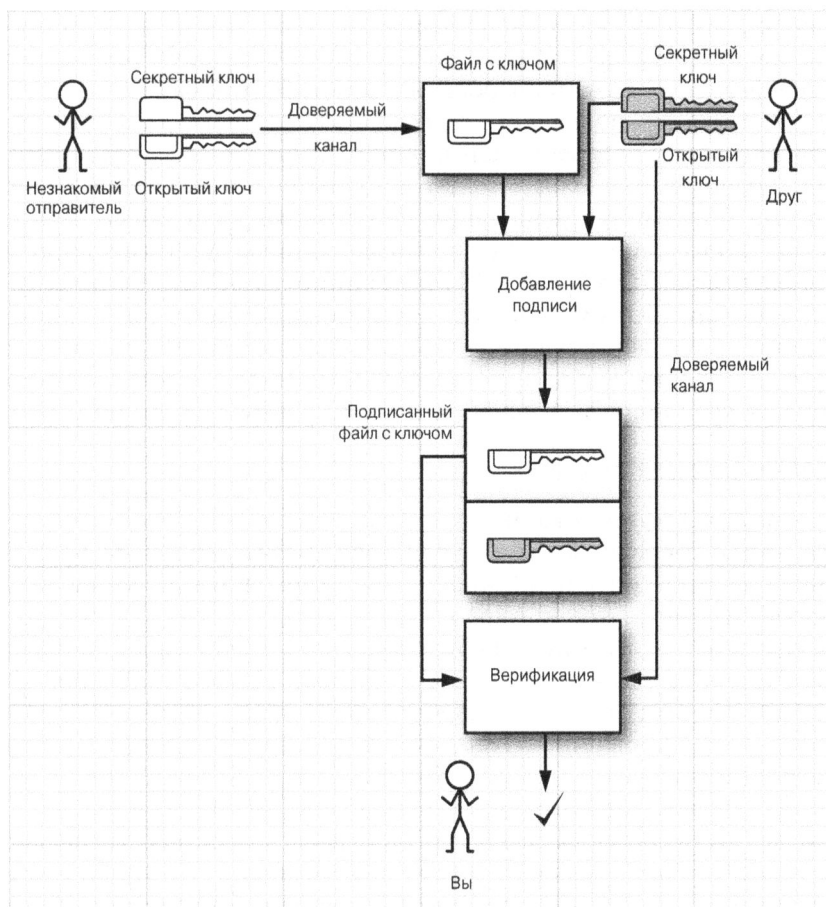 Секретный ключ
Доверяемый
канал
Незнакомый
отправитель
Открытый ключ
Файл с ключом
Секретный
ключ
Открытый
ключ
Друг
Добавление
подписи
Доверяемый
канал
Подписанный
файл с ключом
Верификация
Вы